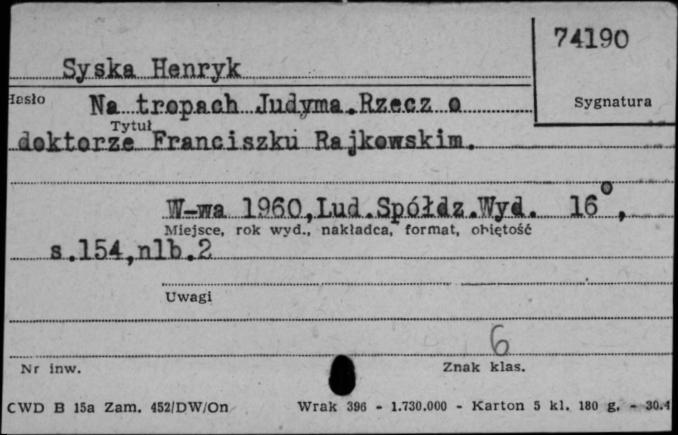 74190
Syska Henryk
Hasło Na tropach Judyma.Rzecz o Sygnatura
Tytuł
doktorze Franciszku Rajkowskim.
W-wa 1960,Lud.Spółdz.Wyd. 16°,
Miejsce, rok wyd., nakładca, format, objętość
s.154,nlb.2
Uwagi
6
Nr inw. Znak klas.
CWD B 15a Zam. 452/DW/On Wrak 396 - 1.730.000 - Karton 5 kl. 180 g. - 30.4